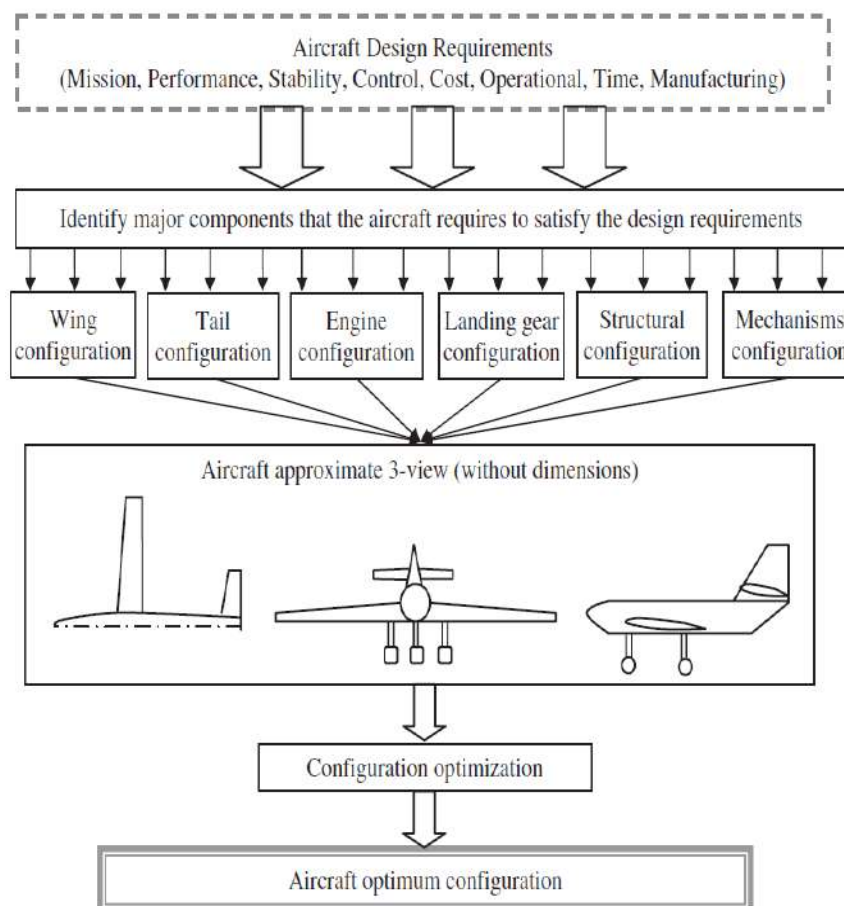 Aircraft Design Requirements
(Mission, Performance, Stability, Control, Cost, Operational, Time, Manufacturing)
Identify major components that the aircraft requires to satisfy the design requirements
Wing
configuration
Tail
configuration
Engine
configuration
Landing gear
configuration
Structural
configuration
Mechanisms
configuration
Aircraft approximate 3-view (without dimensions)
Configuration optimization
Aircraft optimum configuration